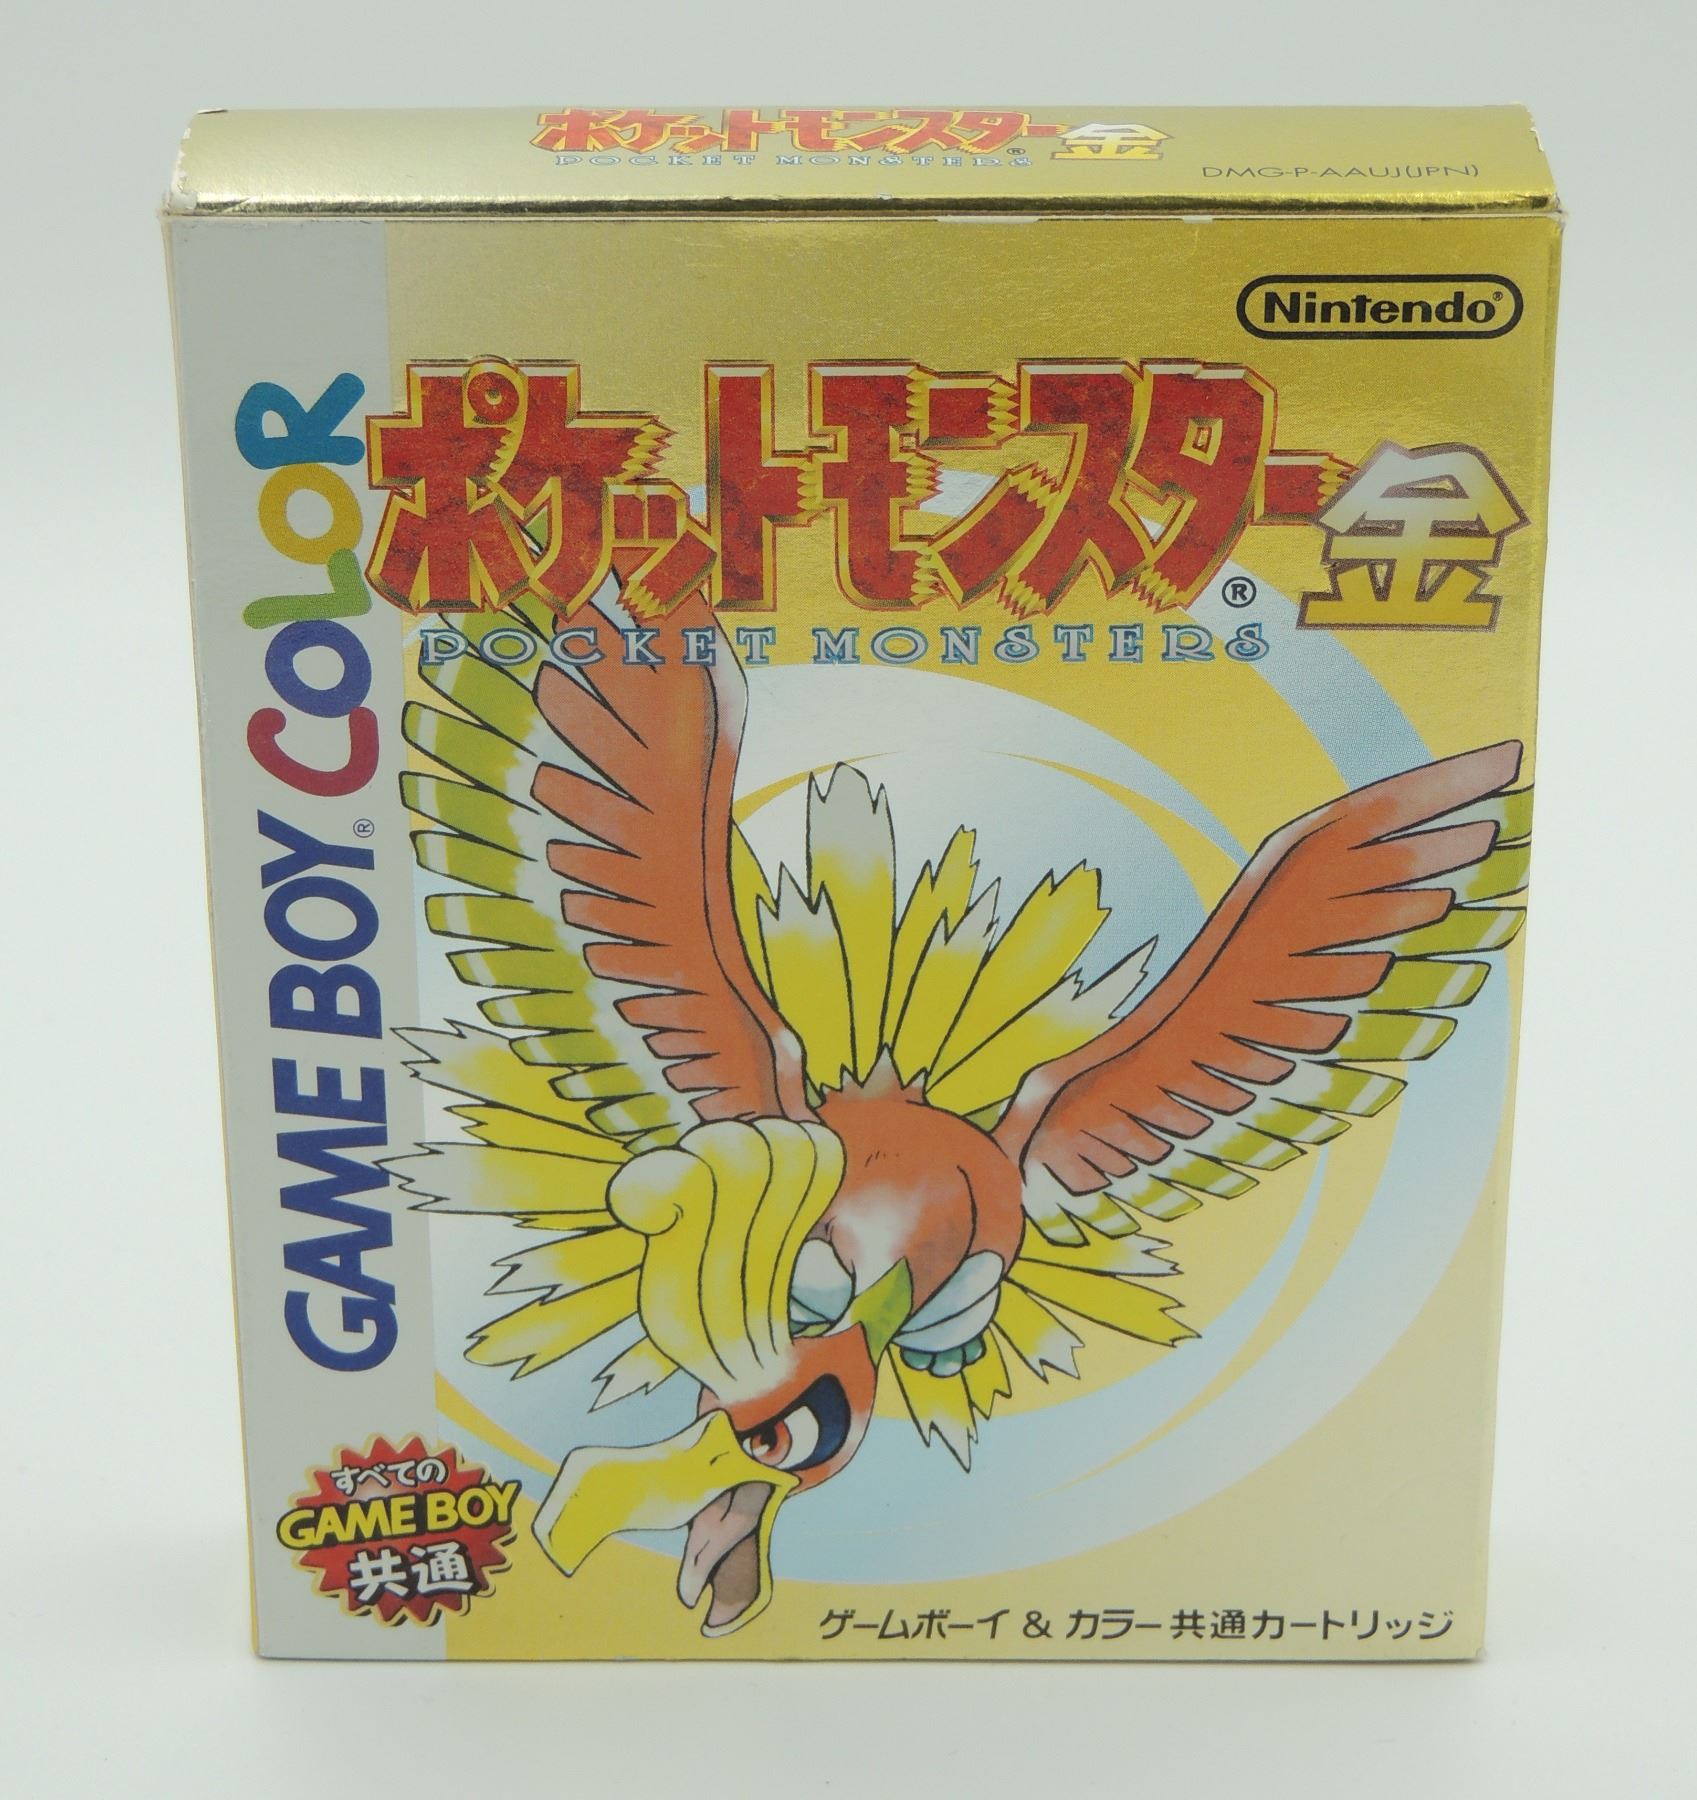 ポケットモンスター金
POCKET MONSTERS
DMG-P-AAUJ(JPN)
Nintendo®
ポケットモンスター®金
POCKET MONSTERS
GAME BOY® COLOR
すべての
GAME BOY
共通
ゲームボーイ & カラー共通カートリッジ